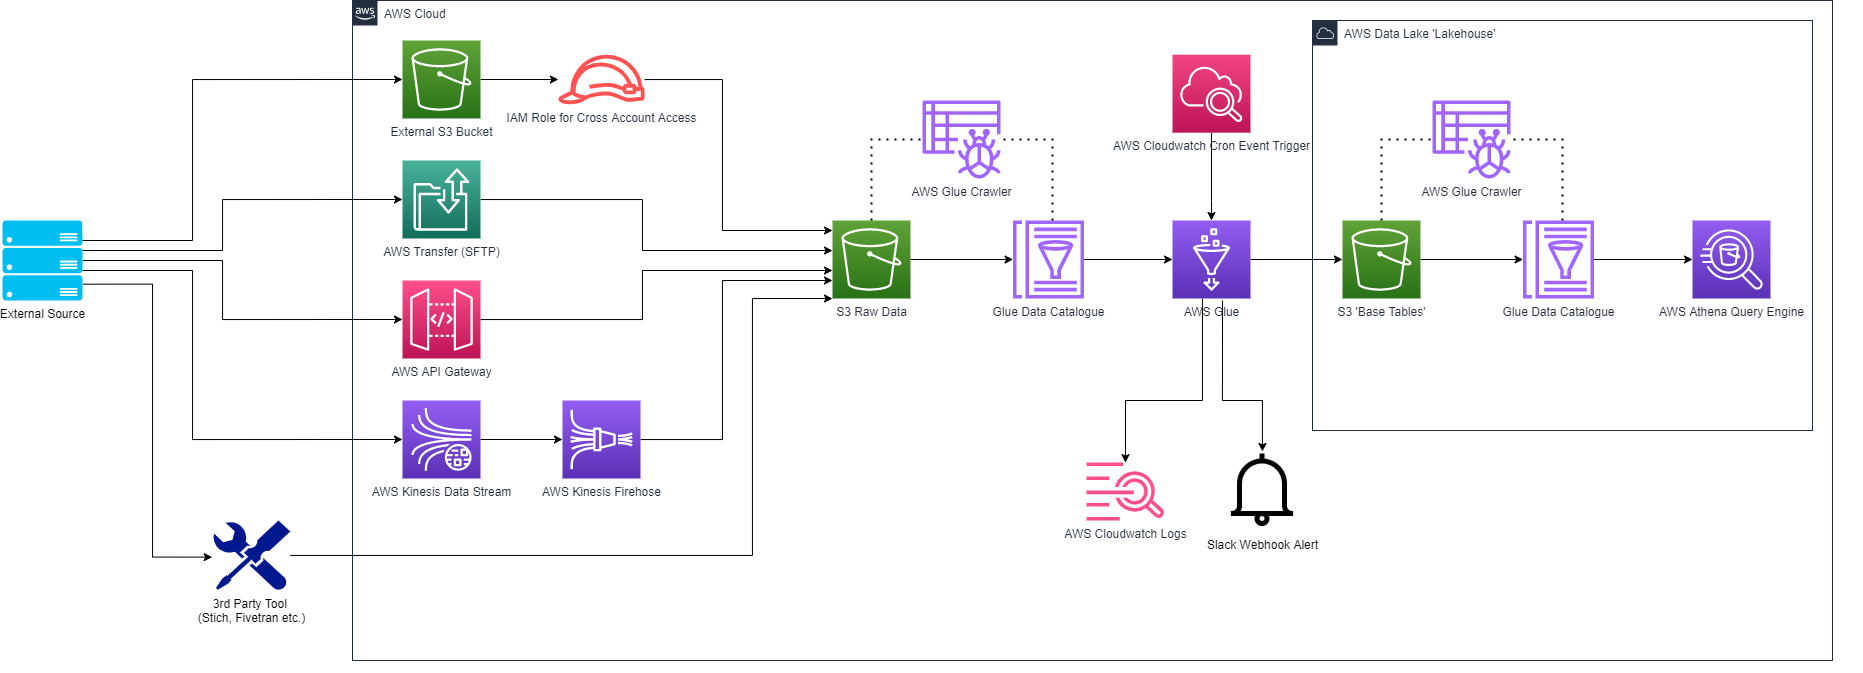 aws
AWS Cloud
AWS Data Lake 'Lakehouse'
External S3 Bucket
IAM Role for Cross Account Access
AWS Cloudwatch Cron Event Trigger
AWS Glue Crawler
AWS Glue Crawler
AWS Transfer (SFTP)
External Source
</>
AWS API Gateway
S3 Raw Data
Glue Data Catalogue
AWS Glue
S3 'Base Tables'
Glue Data Catalogue
AWS Athena Query Engine
AWS Kinesis Data Stream
AWS Kinesis Firehose
AWS Cloudwatch Logs
Slack Webhook Alert
3rd Party Tool
(Stich, Fivetran etc.)